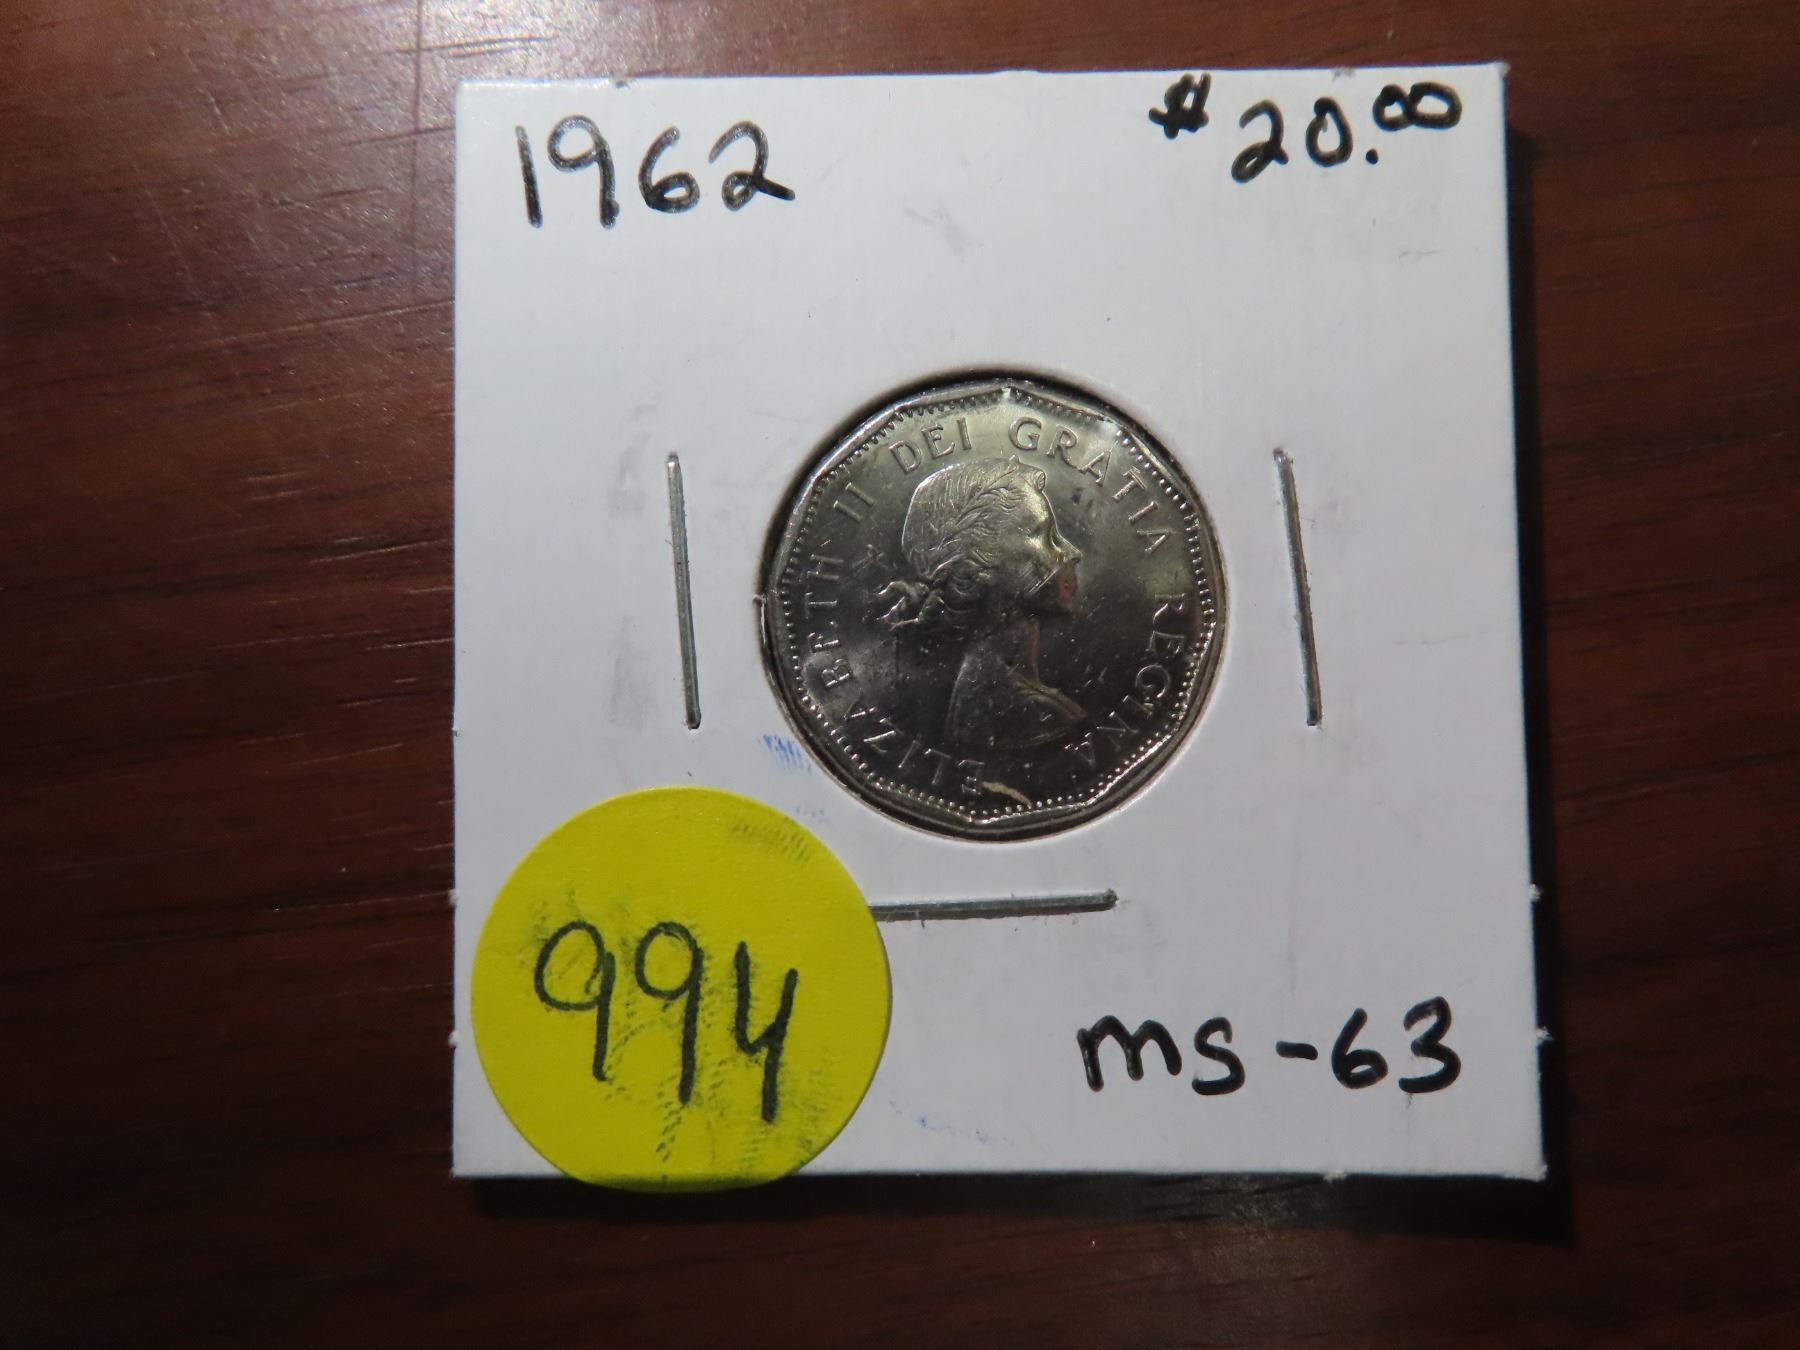 1962
$20.00
ELIZABETH II DEI GRATIA REGINA
994
MS-63